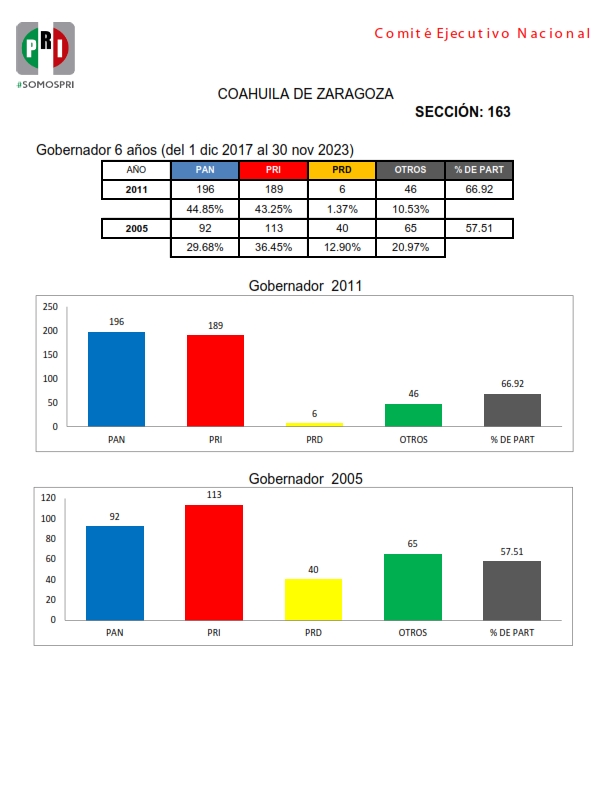 Comité Ejecutivo Nacional
PRI
#SOMOSPRI
COAHUILA DE ZARAGOZA
SECCIÓN: 163
Gobernador 6 años (del 1 dic 2017 al 30 nov 2023)
AÑO PAN PRI PRD OTROS % DE PART
2011 196 189 6 46 66.92
44.85% 43.25% 1.37% 10.53%
2005 92 113 40 65 57.51
29.68% 36.45% 12.90% 20.97%
Gobernador 2011
250
200
150
100
50
0
196
189
6
46
66.92
PAN PRI PRD OTROS % DE PART
Gobernador 2005
120
100
80
60
40
20
0
92
113
40
65
57.51
PAN PRI PRD OTROS % DE PART